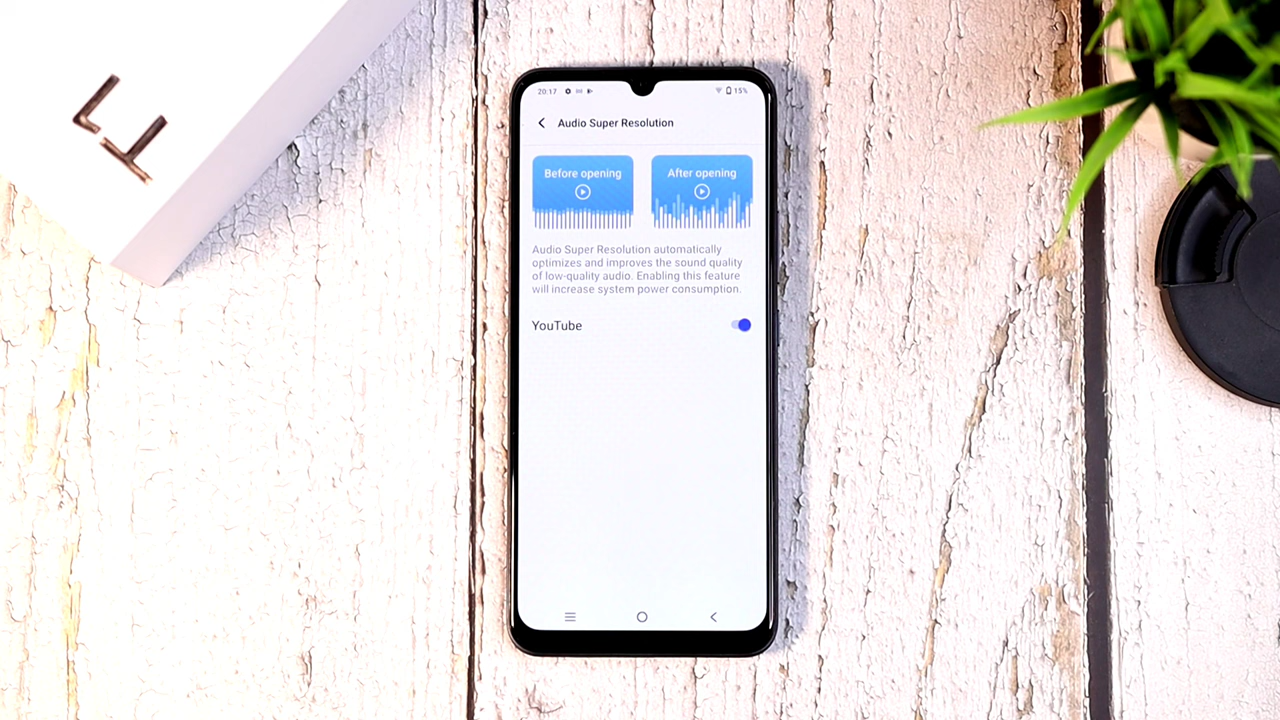 20:17
15%
Audio Super Resolution
Before opening
After opening
Audio Super Resolution automatically
optimizes and improves the sound quality
of low-quality audio. Enabling this feature
will increase system power consumption.
YouTube